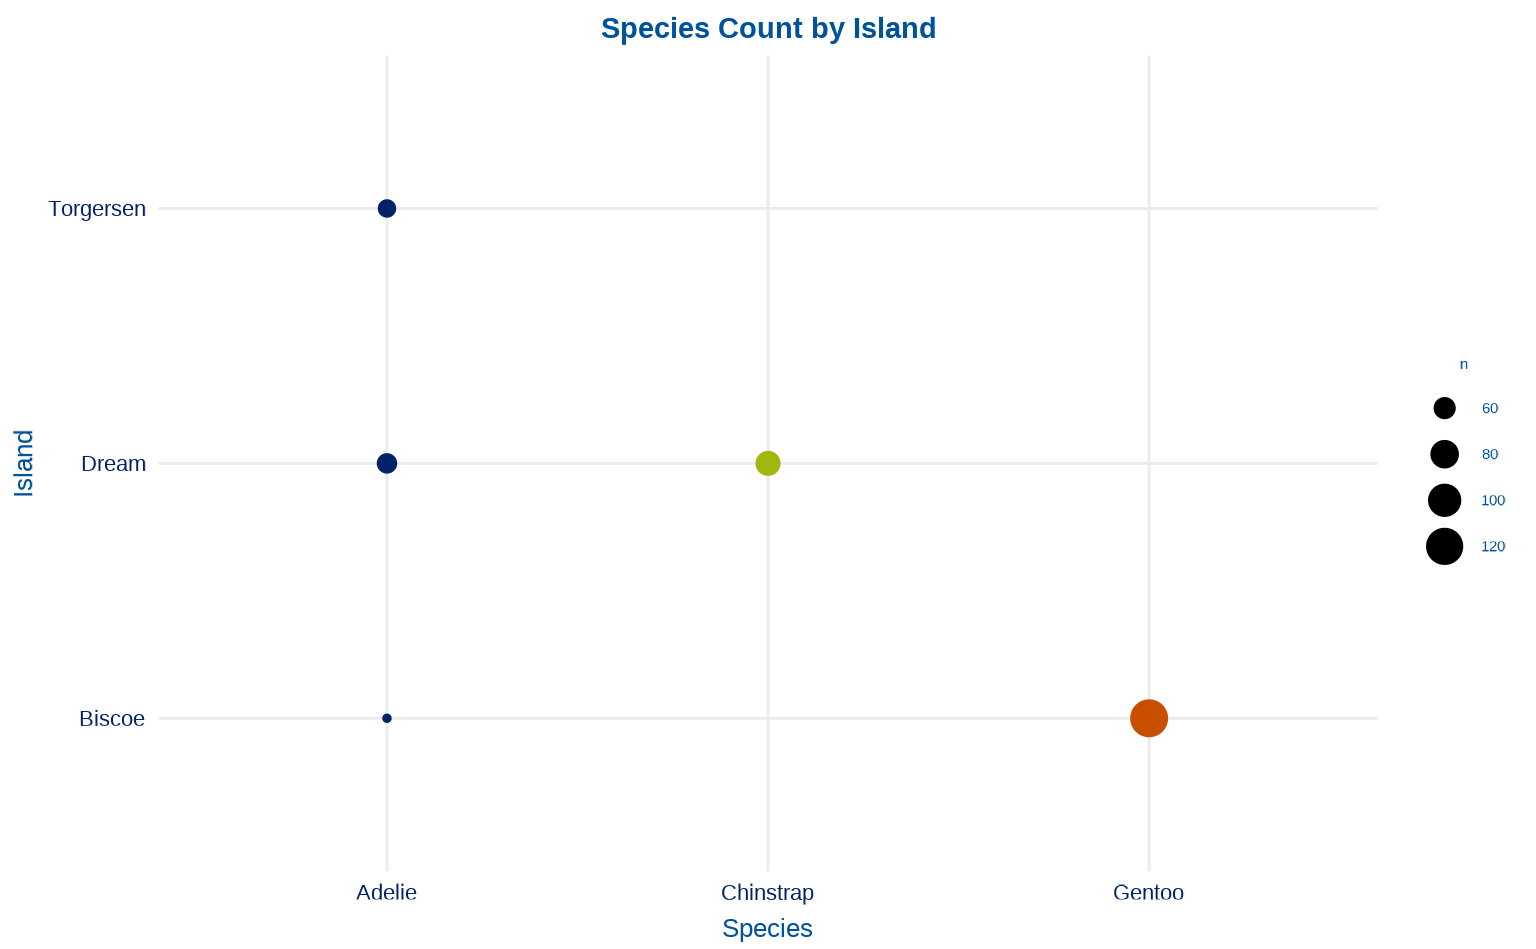 Species Count by Island
Torgersen
Dream
Biscoe
Island
Adelie
Chinstrap
Gentoo
Species
n
60
80
100
120